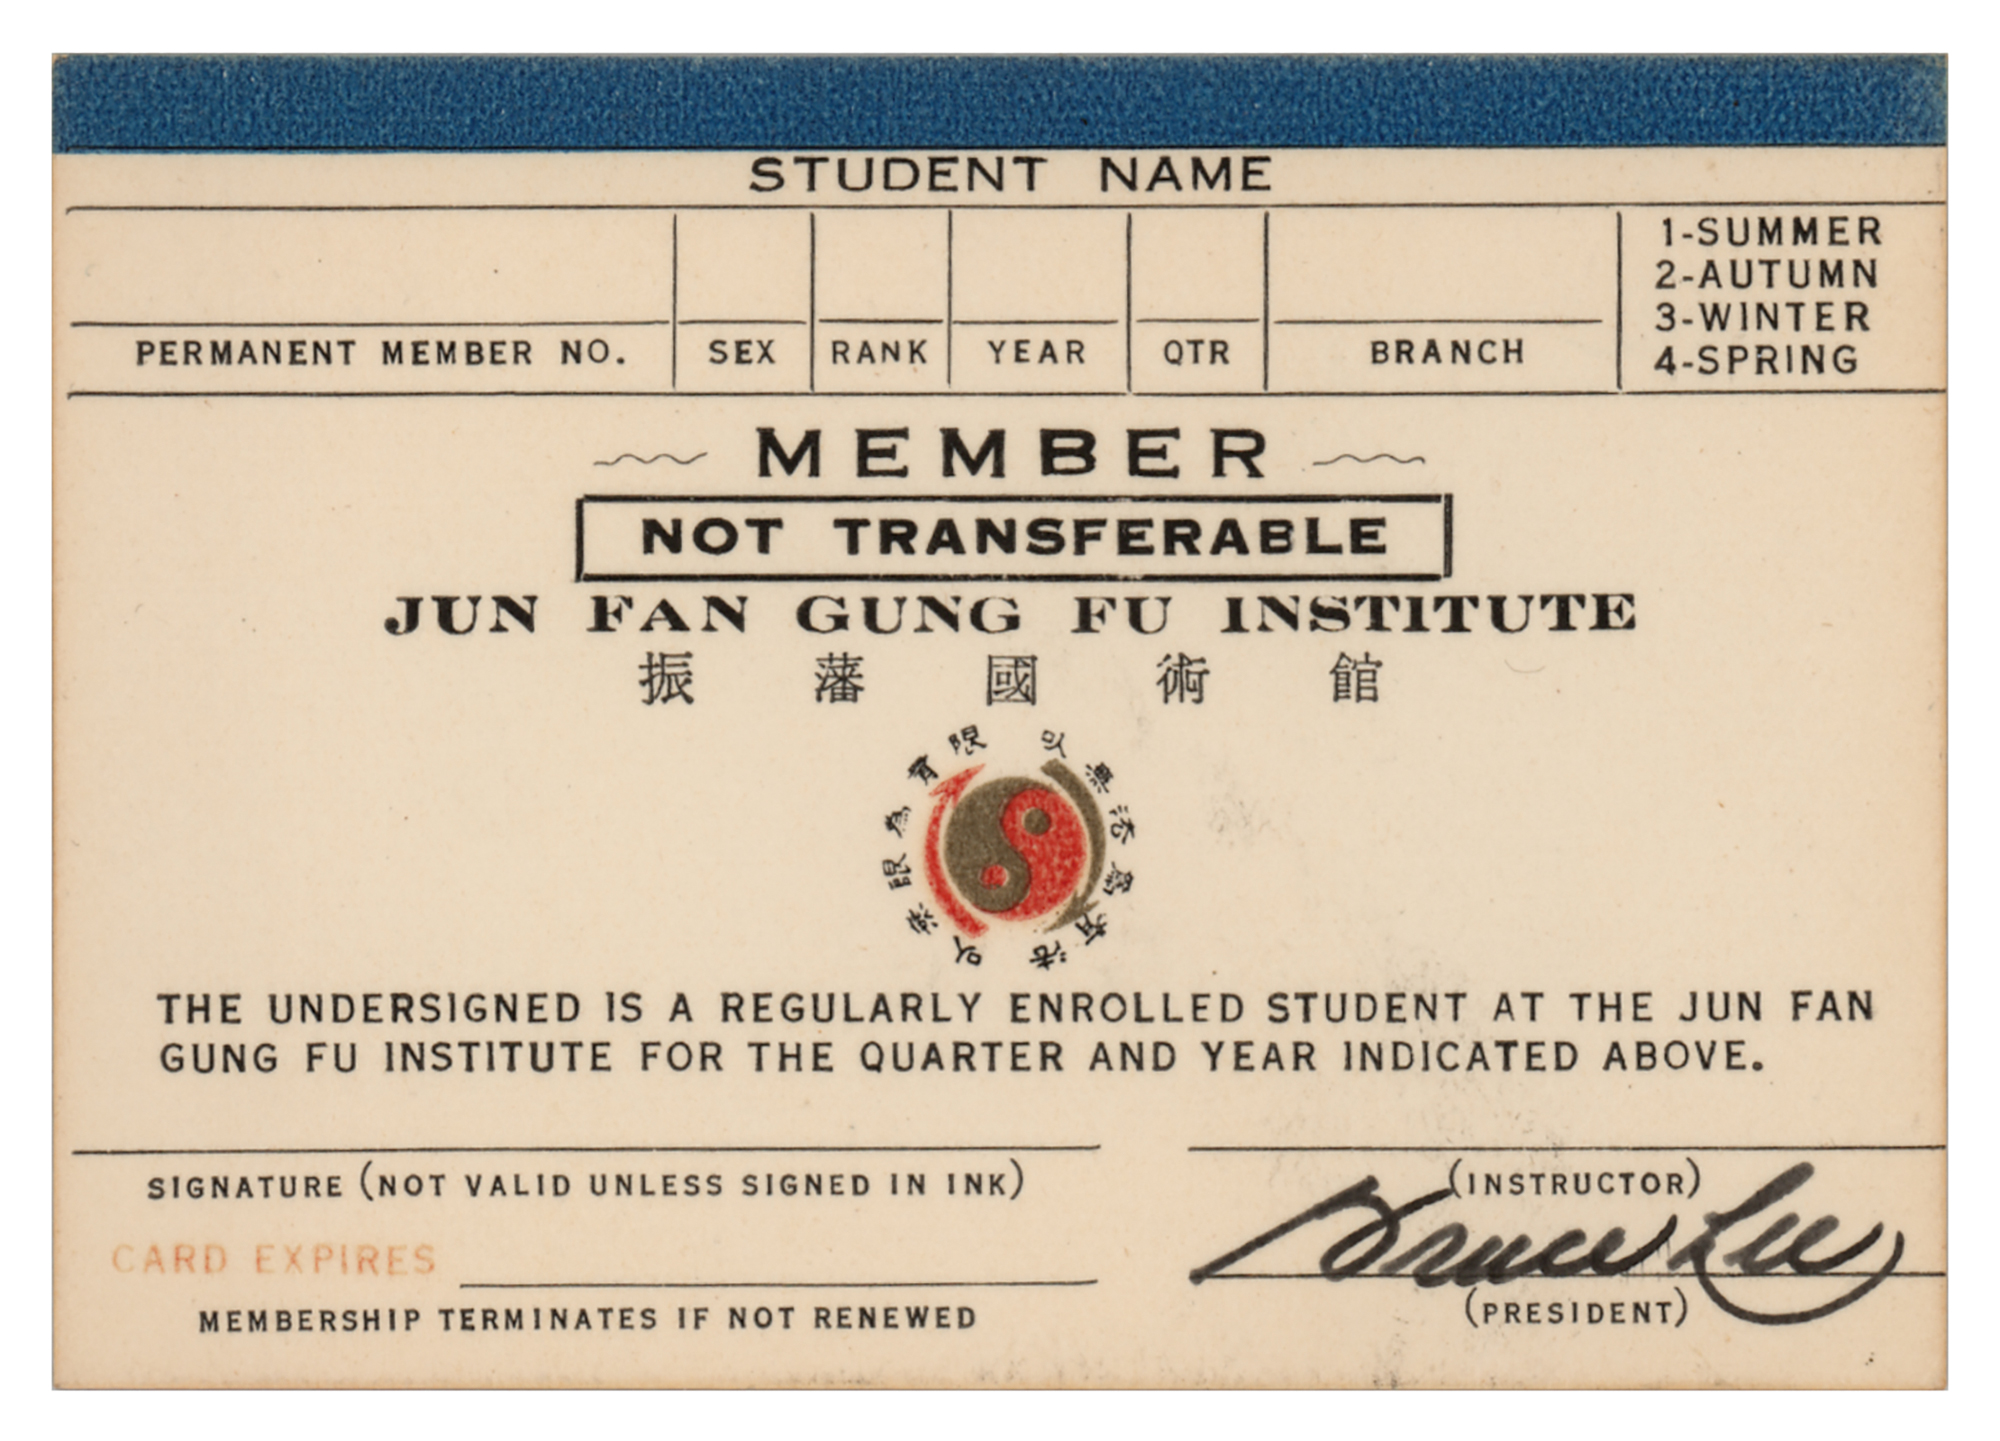 STUDENT NAME
1-SUMMER
2-AUTUMN
3-WINTER
4-SPRING
PERMANENT MEMBER NO. SEX RANK YEAR QTR BRANCH
MEMBER
NOT TRANSFERABLE
JUN FAN GUNG FU INSTITUTE
振藩國術館
以無法為有法
以無限為有限
THE UNDERSIGNED IS A REGULARLY ENROLLED STUDENT AT THE JUN FAN
GUNG FU INSTITUTE FOR THE QUARTER AND YEAR INDICATED ABOVE.
SIGNATURE (NOT VALID UNLESS SIGNED IN INK)
(INSTRUCTOR)
Bruce Lee
CARD EXPIRES
(PRESIDENT)
MEMBERSHIP TERMINATES IF NOT RENEWED